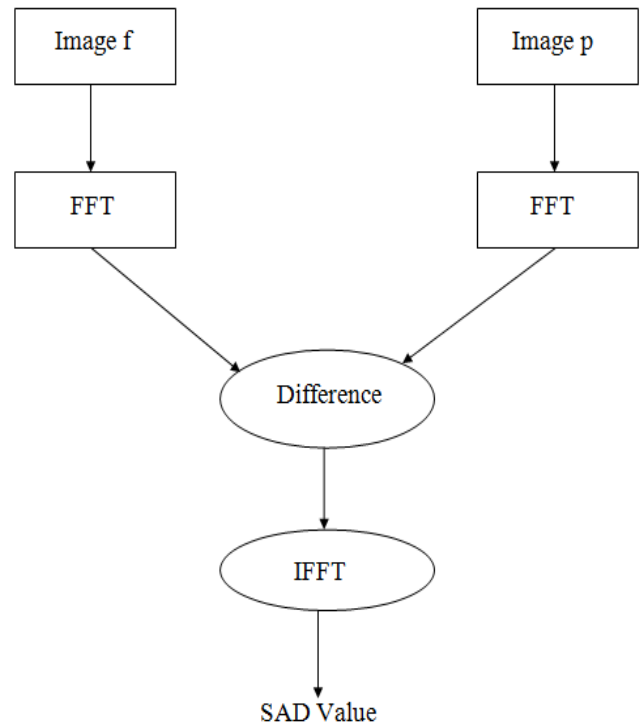 Image f
Image p
FFT
FFT
Difference
IFFT
SAD Value